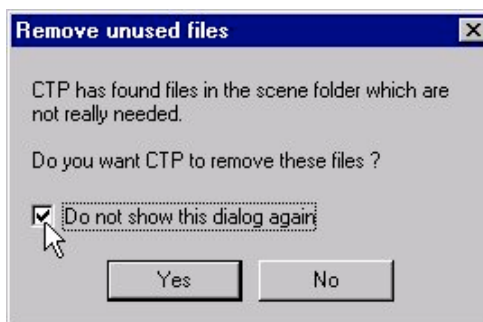 Remove unused files
CTP has found files in the scene folder which are
not really needed.
Do you want CTP to remove these files ?
Do not show this dialog again
Yes No